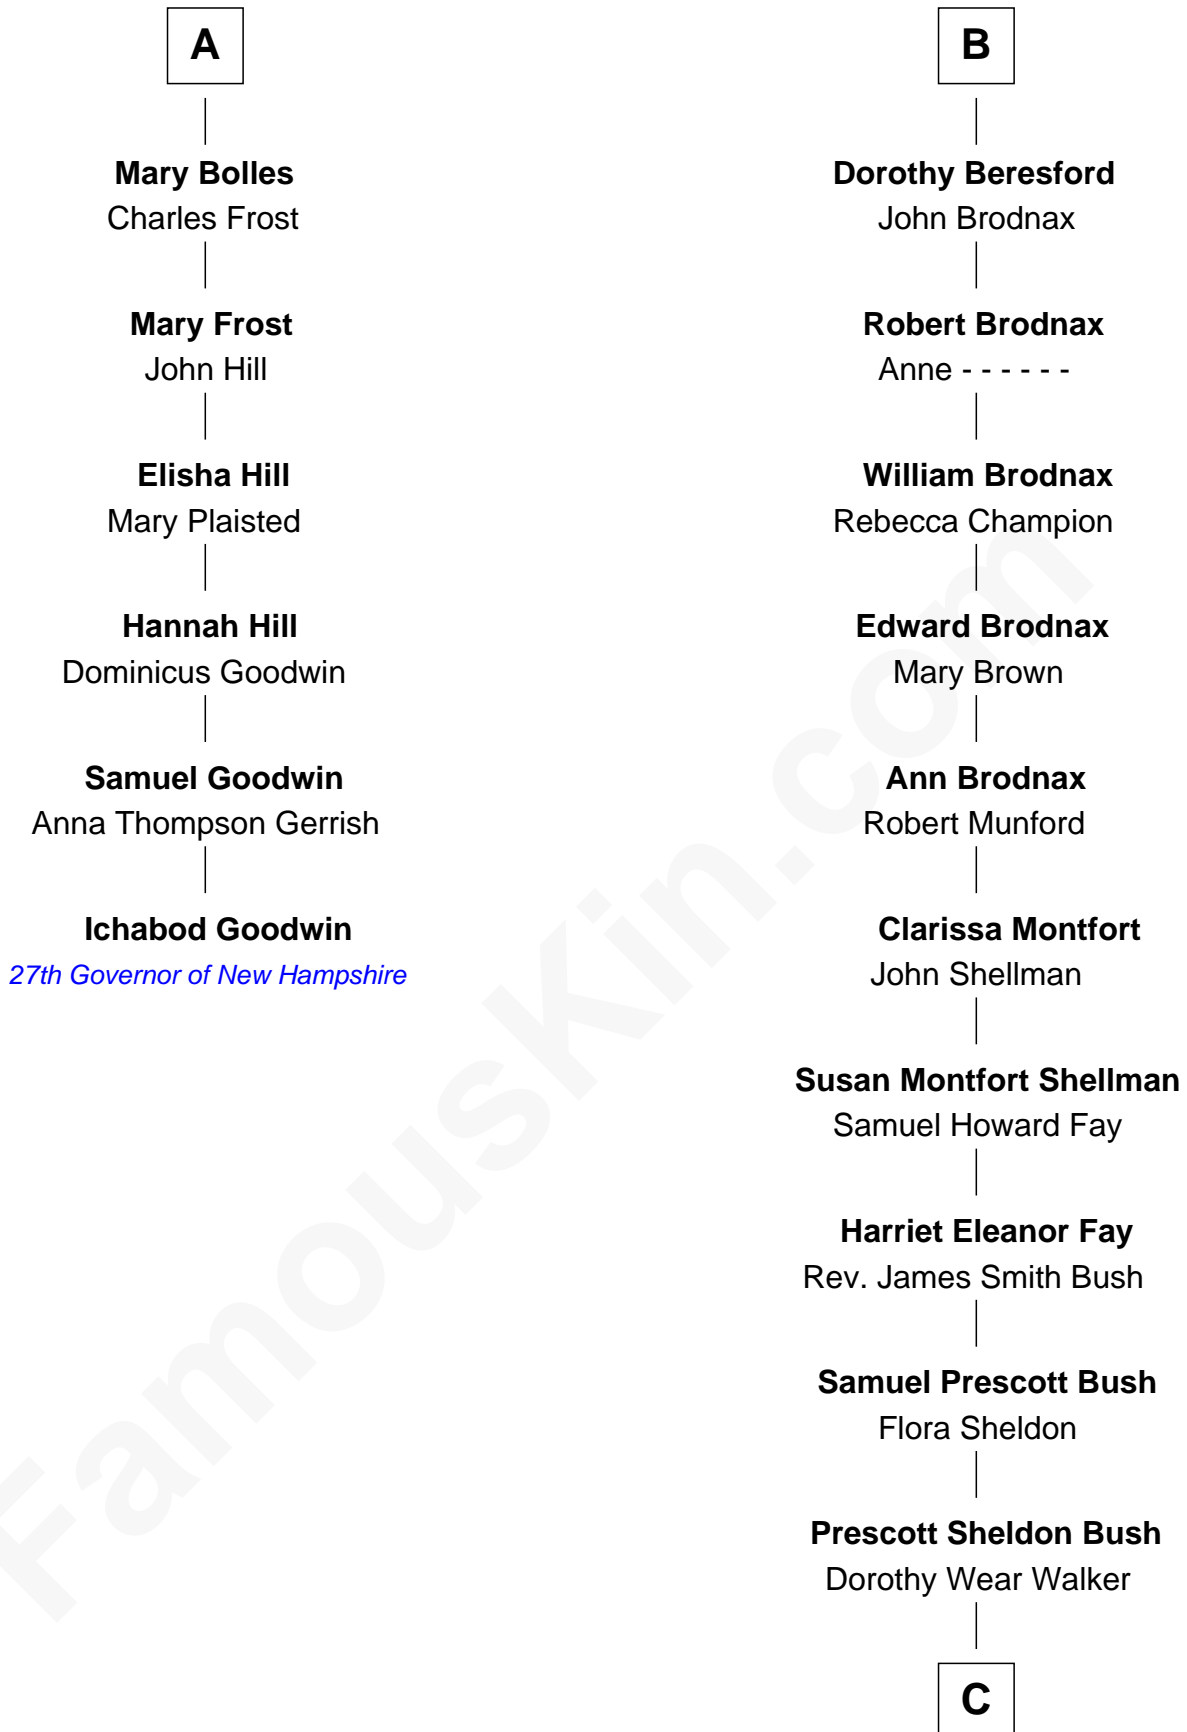 A
Mary Bolles
Charles Frost
Mary Frost
John Hill
Elisha Hill
Mary Plaisted
Hannah Hill
Dominicus Goodwin
Samuel Goodwin
Anna Thompson Gerrish
Ichabod Goodwin
27th Governor of New Hampshire
B
Dorothy Beresford
John Brodnax
Robert Brodnax
Anne - - - - - -
William Brodnax
Rebecca Champion
Edward Brodnax
Mary Brown
Ann Brodnax
Robert Munford
Clarissa Montfort
John Shellman
Susan Montfort Shellman
Samuel Howard Fay
Harriet Eleanor Fay
Rev. James Smith Bush
Samuel Prescott Bush
Flora Sheldon
Prescott Sheldon Bush
Dorothy Wear Walker
C
FamousKin.com